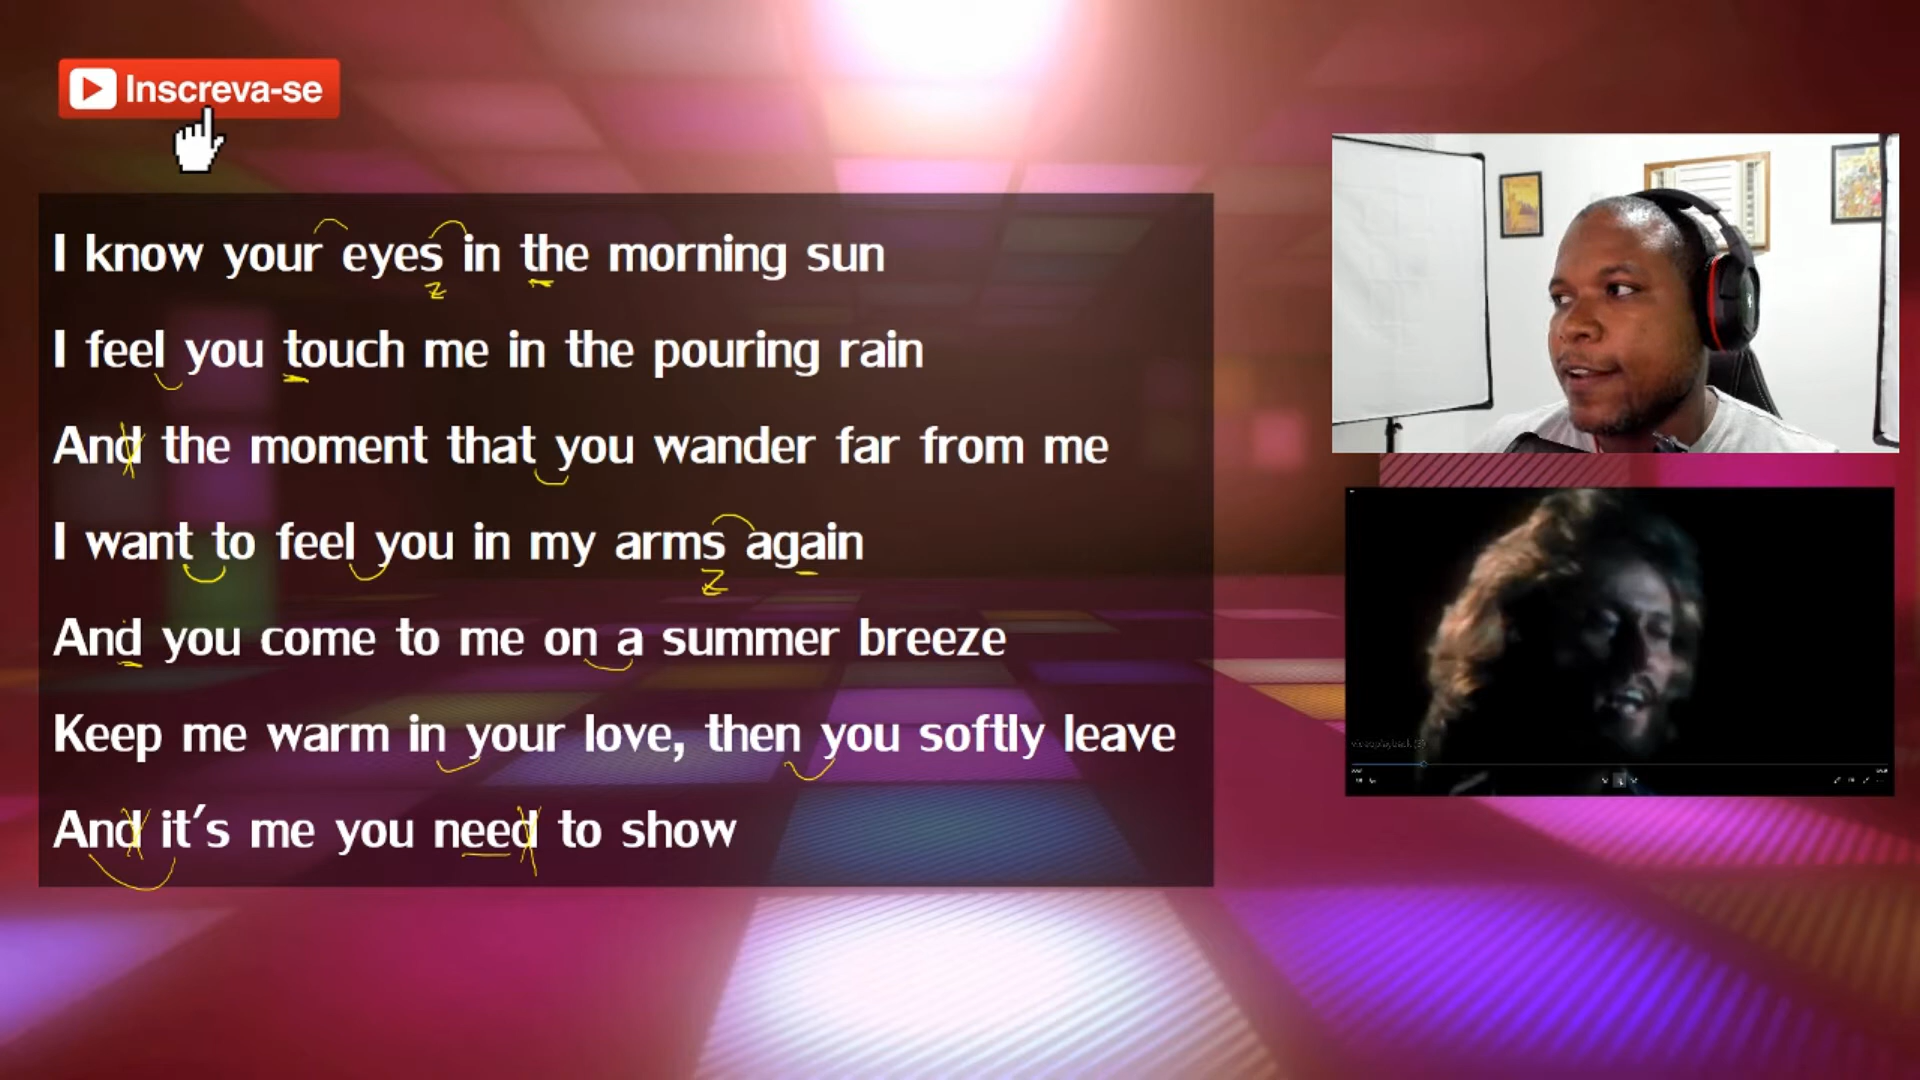 Inscreva-se
I know your eyes in the morning sun
z
I feel you touch me in the pouring rain
And the moment that you wander far from me
I want to feel you in my arms again
z
And you come to me on a summer breeze
Keep me warm in your love, then you softly leave
And it's me you need to show